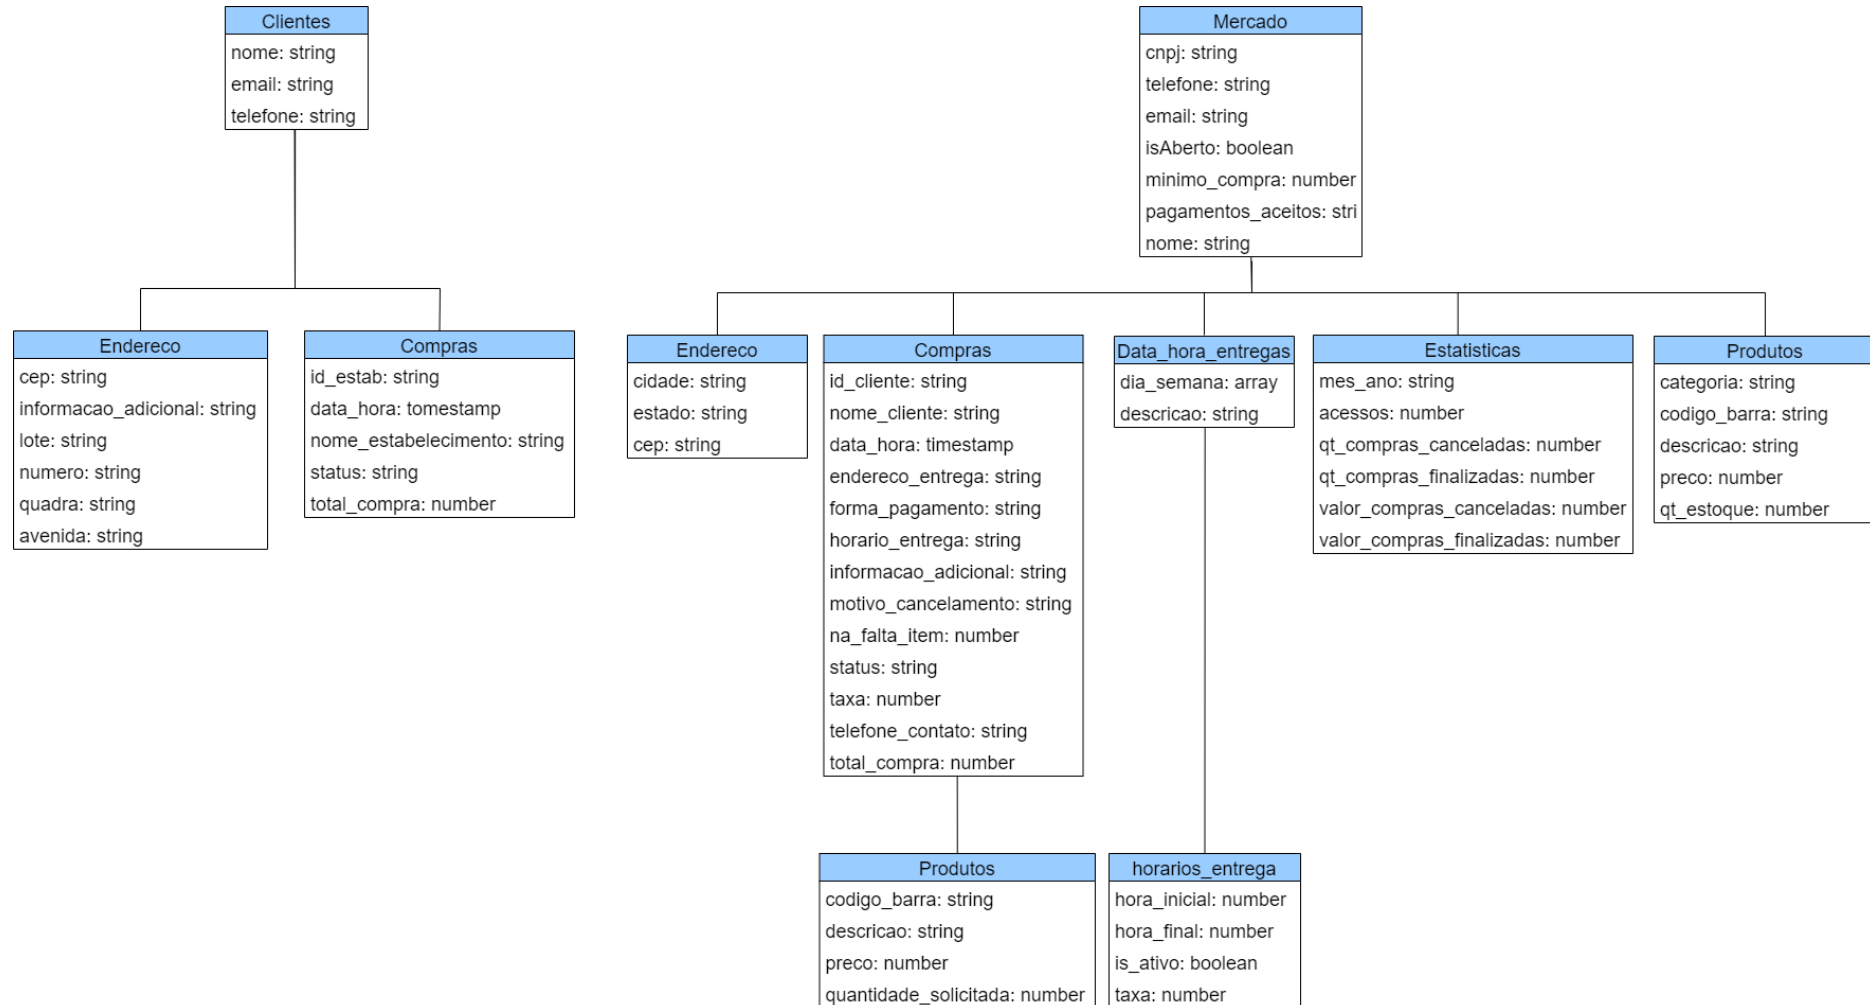 Clientes
nome: string
email: string
telefone: string
Mercado
cnpj: string
telefone: string
email: string
isAberto: boolean
minimo_compra: number
pagamentos_aceitos: stri
nome: string
Endereco
cep: string
informacao_adicional: string
lote: string
numero: string
quadra: string
avenida: string
Compras
id_estab: string
data_hora: tomestamp
nome_estabelecimento: string
status: string
total_compra: number
Endereco
cidade: string
estado: string
cep: string
Compras
id_cliente: string
nome_cliente: string
data_hora: timestamp
endereco_entrega: string
forma_pagamento: string
horario_entrega: string
informacao_adicional: string
motivo_cancelamento: string
na_falta_item: number
status: string
taxa: number
telefone_contato: string
total_compra: number
Data_hora_entregas
dia_semana: array
descricao: string
Estatisticas
mes_ano: string
acessos: number
qt_compras_canceladas: number
qt_compras_finalizadas: number
valor_compras_canceladas: number
valor_compras_finalizadas: number
Produtos
categoria: string
codigo_barra: string
descricao: string
preco: number
qt_estoque: number
Produtos
codigo_barra: string
descricao: string
preco: number
quantidade_solicitada: number
horarios_entrega
hora_inicial: number
hora_final: number
is_ativo: boolean
taxa: number